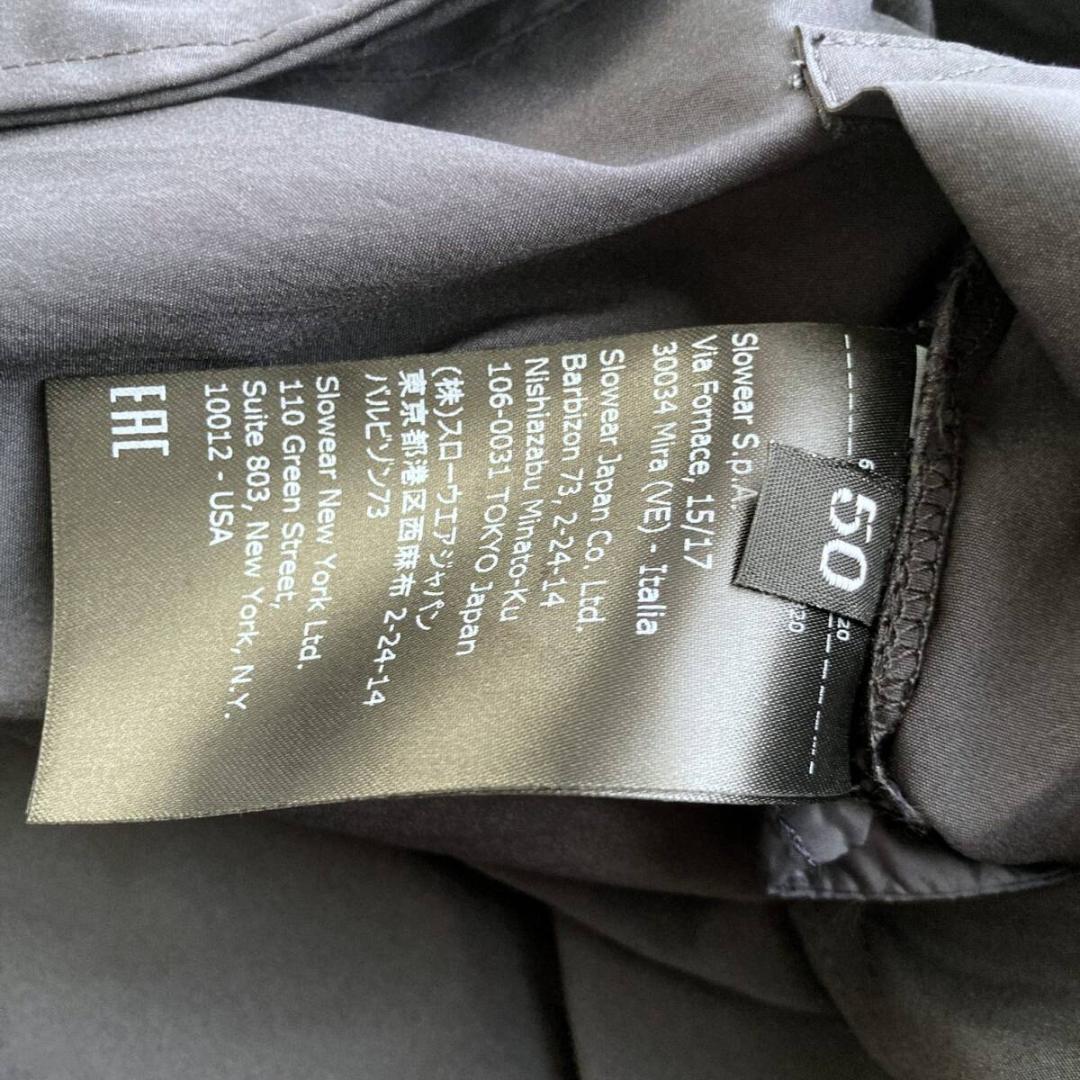 50
Slowear S.p.A.
Via Fornace, 15/17
30034 Mira (VE) - Italia
Slowear Japan Co. Ltd.
Barbizon 73, 2-24-14
Nishiazabu Minato-Ku
106-0031 TOKYO Japan
(株)スローウエアジャパン
東京都港区西麻布 2-24-14
バルビゾン73
Slowear New York Ltd.
110 Green Street,
Suite 803, New York, N.Y.
10012 - USA
EAC